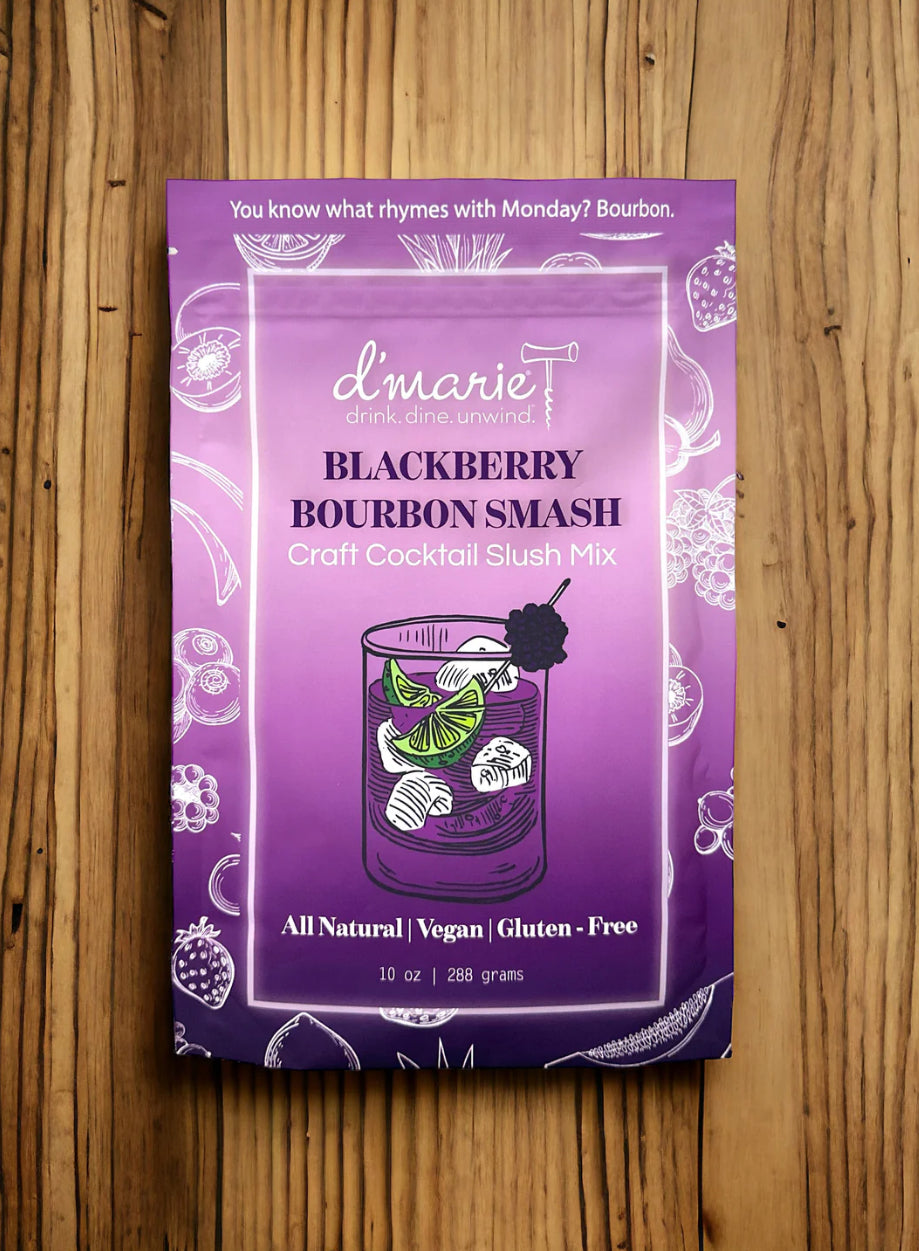 You know what rhymes with Monday? Bourbon.
d'marie®
drink. dine. unwind.™
BLACKBERRY
BOURBON SMASH
Craft Cocktail Slush Mix
All Natural | Vegan | Gluten - Free
10 oz | 288 grams